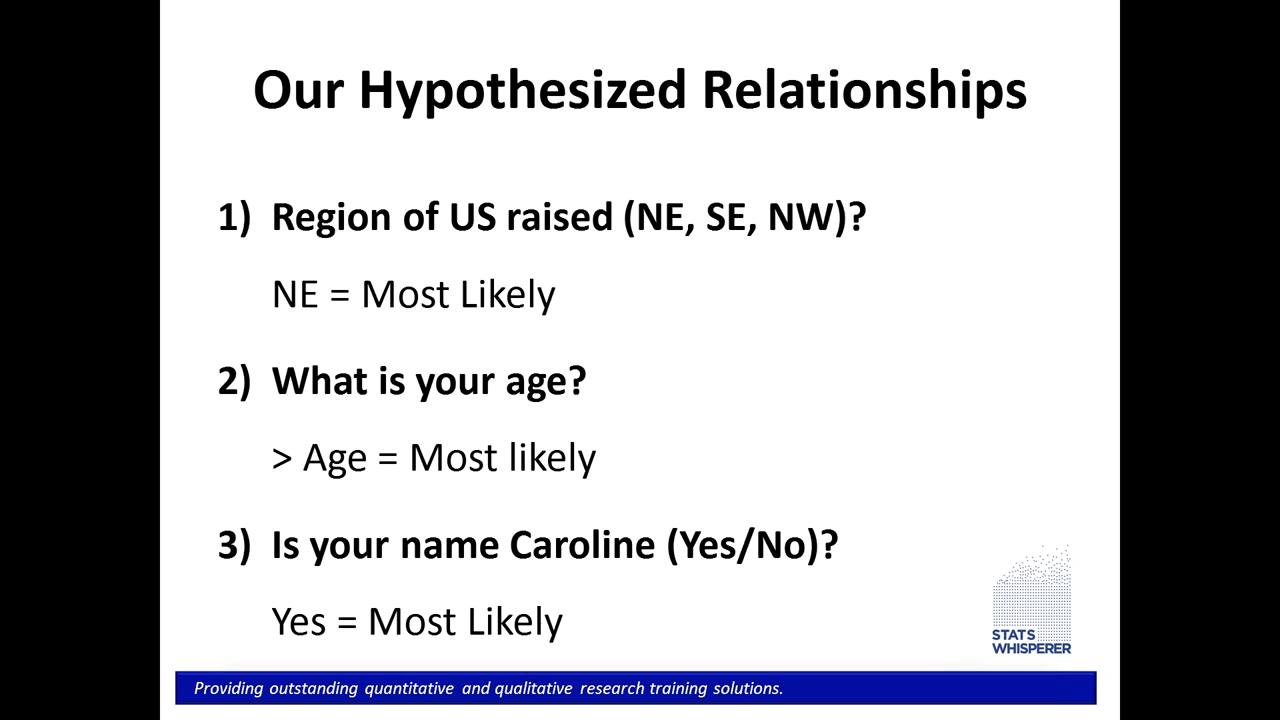 Our Hypothesized Relationships
1) Region of US raised (NE, SE, NW)?
NE = Most Likely
2) What is your age?
> Age = Most likely
3) Is your name Caroline (Yes/No)?
Yes = Most Likely
STATS
WHISPERER
Providing outstanding quantitative and qualitative research training solutions.